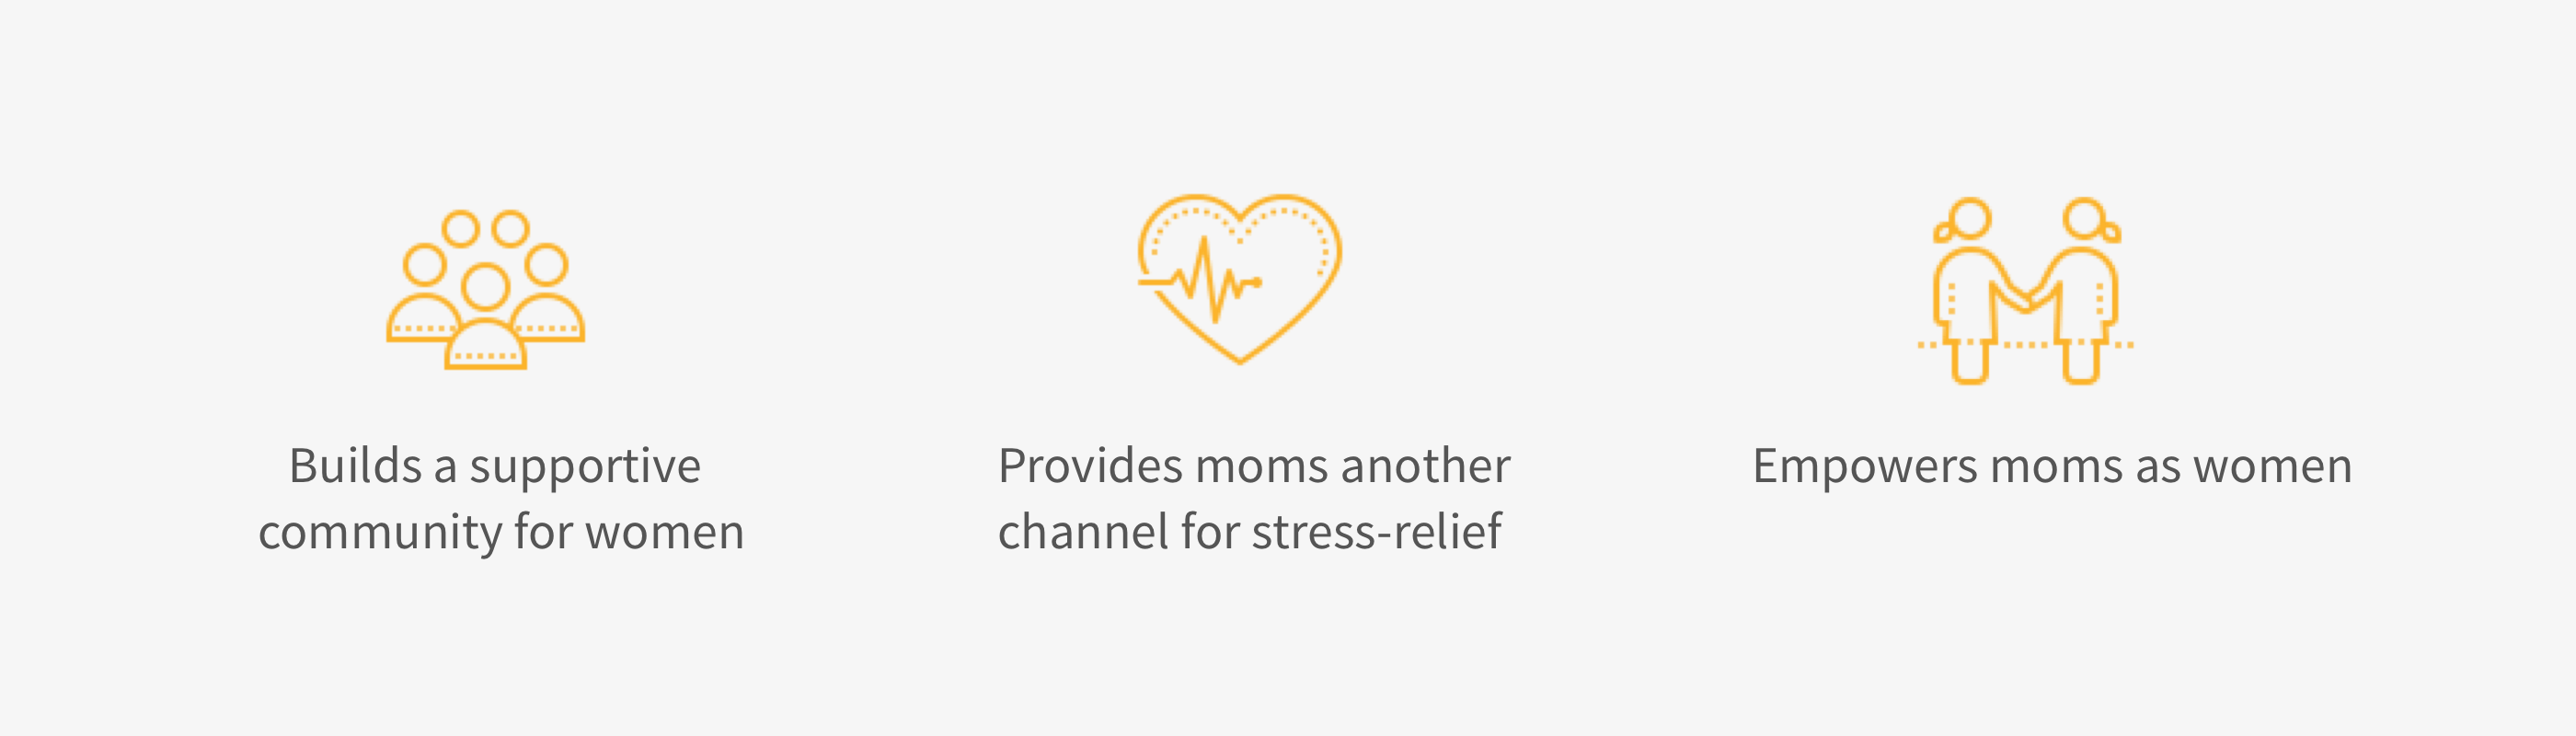 Builds a supportive
community for women
Provides moms another
channel for stress-relief
Empowers moms as women